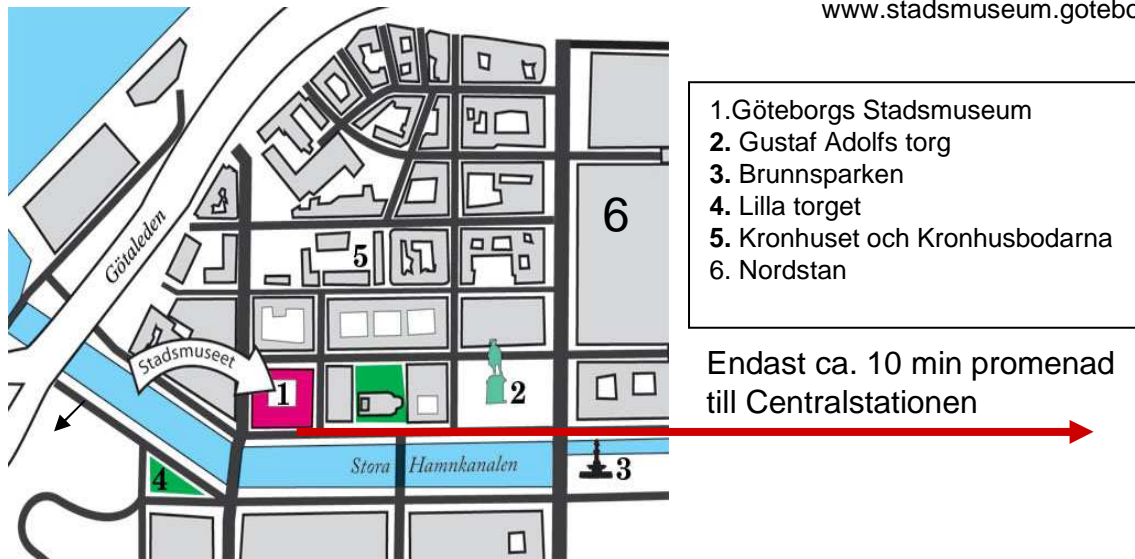 www.stadsmuseum.gotebo
1.Göteborgs Stadsmuseum
2. Gustaf Adolfs torg
3. Brunnsparken
4. Lilla torget
5. Kronhuset och Kronhusbodarna
6. Nordstan
Endast ca. 10 min promenad
till Centralstationen
6
5
Götaleden
Stadsmuseet
1
2
Stora Hamnkanalen
3
4